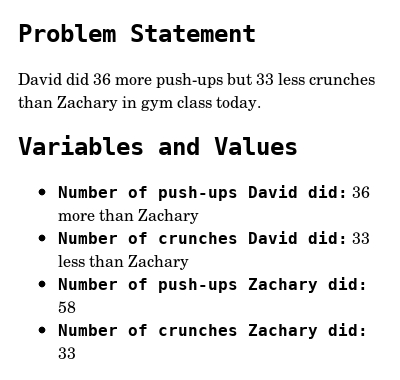 Problem Statement
David did 36 more push-ups but 33 less crunches
than Zachary in gym class today.
Variables and Values
• Number of push-ups David did: 36
more than Zachary
• Number of crunches David did: 33
less than Zachary
• Number of push-ups Zachary did:
58
• Number of crunches Zachary did:
33